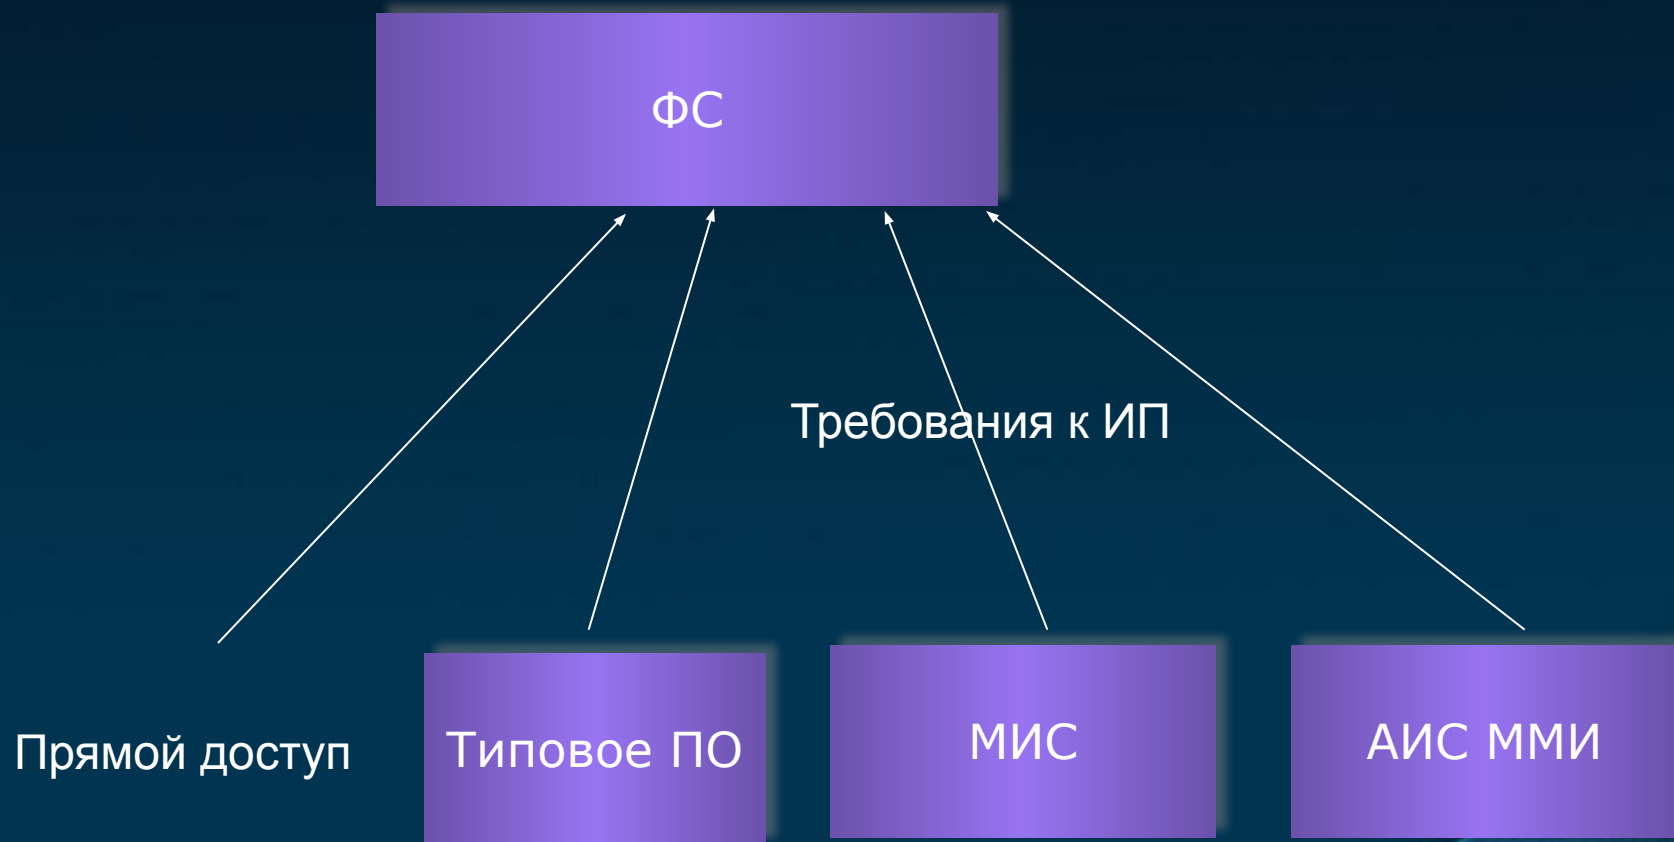 ФС
Требования к ИП
Прямой доступ
Типовое ПО
МИС
АИС ММИ